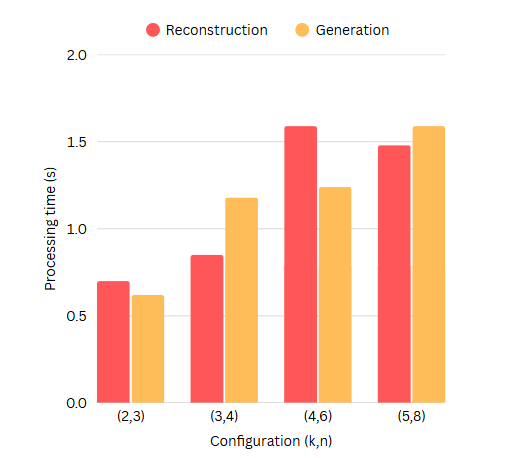 Reconstruction Generation
2.0
1.5
1.0
0.5
0.0
Processing time (s)
(2,3) (3,4) (4,6) (5,8)
Configuration (k,n)